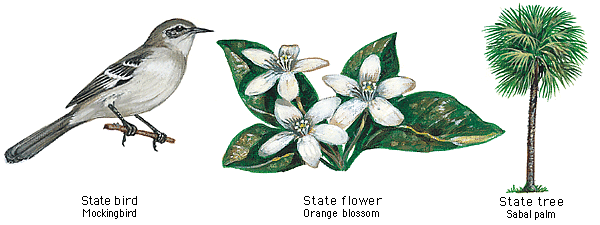 State bird
Mockingbird
State flower
Orange blossom
State tree
Sabal palm